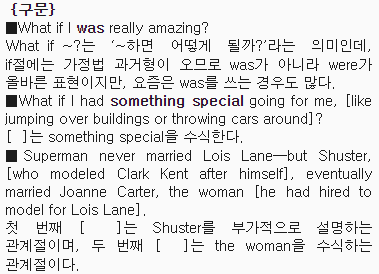 {구문}
■What if I was really amazing?
What if ~?는 ‘~하면 어떻게 될까?’라는 의미인데,
if절에는 가정법 과거형이 오므로 was가 아니라 were가
올바른 표현이지만, 요즘은 was를 쓰는 경우도 많다.
■What if I had something special going for me, [like
jumping over buildings or throwing cars around]?
[ ]는 something special을 수식한다.
■ Superman never married Lois Lane—but Shuster,
[who modeled Clark Kent after himself], eventually
married Joanne Carter, the woman [he had hired to
model for Lois Lane].
첫 번째 [ ]는 Shuster를 부가적으로 설명하는
관계절이며, 두 번째 [ ]는 the woman을 수식하는
관계절이다.